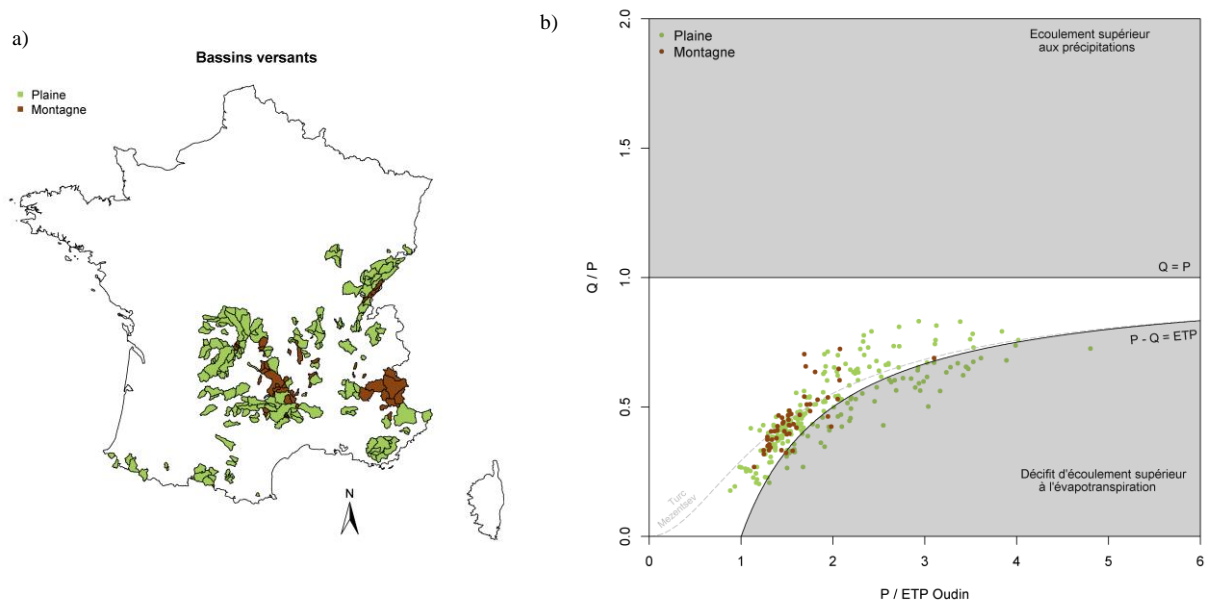 a)
Bassins versants
Plaine
Montagne
N
b)
Plaine
Montagne
Ecoulement supérieur
aux précipitations
Q = P
P - Q = ETP
Turc
Mezentsev
Décifit d'écoulement supérieur
à l'évapotranspiration
Q / P
2.0
1.5
1.0
0.5
0.0
0
1
2
3
4
5
6
P / ETP Oudin